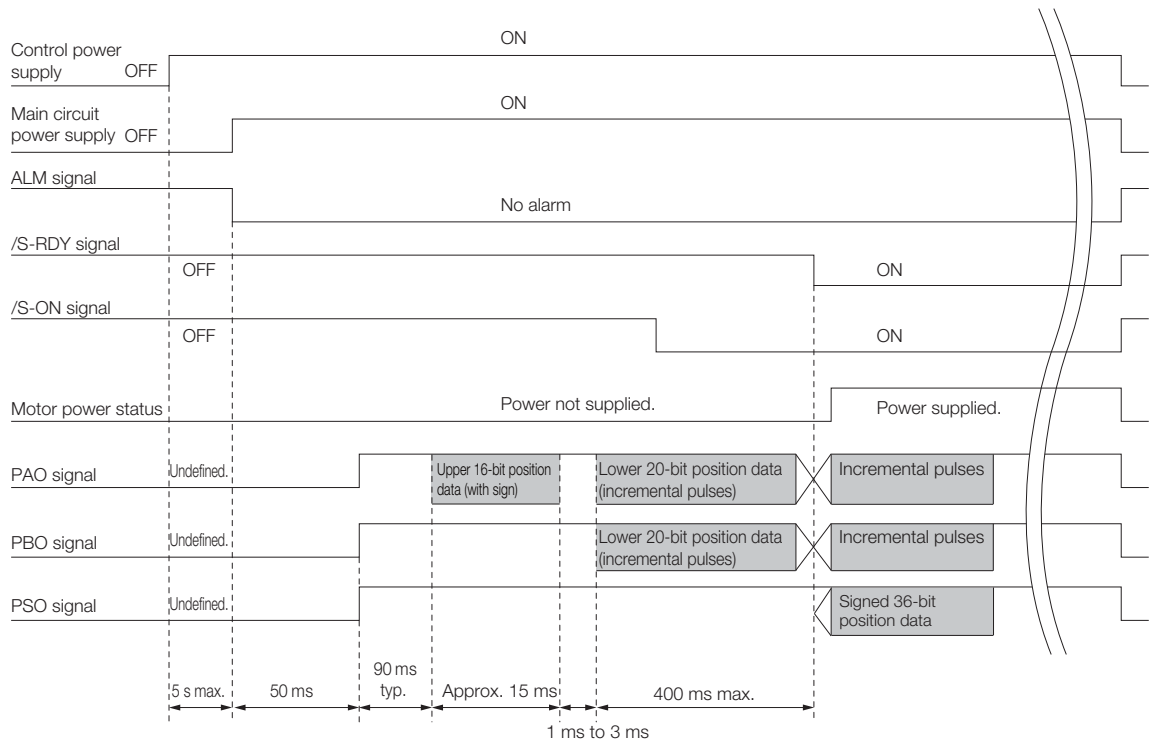 ON
Control power
supply OFF
ON
Main circuit
power supply OFF
ALM signal
No alarm
/S-RDY signal
OFF
ON
/S-ON signal
OFF
ON
Motor power status
Power not supplied.
Power supplied.
PAO signal
Undefined.
Upper 16-bit position
data (with sign)
Lower 20-bit position data
(incremental pulses)
Incremental pulses
PBO signal
Undefined.
Lower 20-bit position data
(incremental pulses)
Incremental pulses
PSO signal
Undefined.
Signed 36-bit
position data
5 s max.
50 ms
90 ms
typ.
Approx. 15 ms
1 ms to 3 ms
400 ms max.